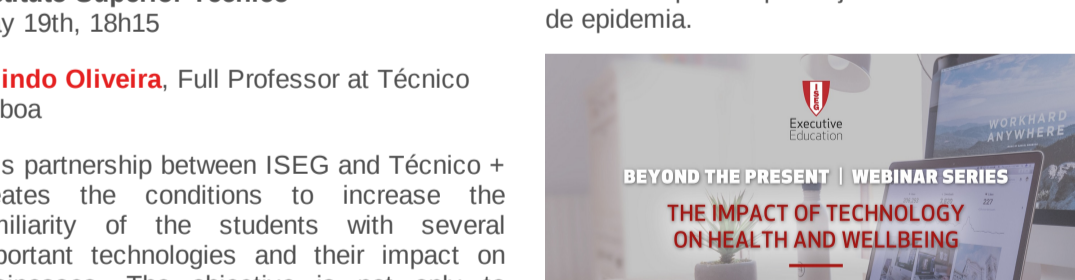 y 19th, 18h15
indo Oliveira, Full Professor at Técnico
boa
s partnership between ISEG and Técnico +
eates the conditions to increase the
miliarity of the students with several
portant technologies and their impact on
de epidemia.
ISEG
Executive
Education
WORKHARD
ANYWHERE
BEYOND THE PRESENT | WEBINAR SERIES
THE IMPACT OF TECHNOLOGY
ON HEALTH AND WELLBEING
227